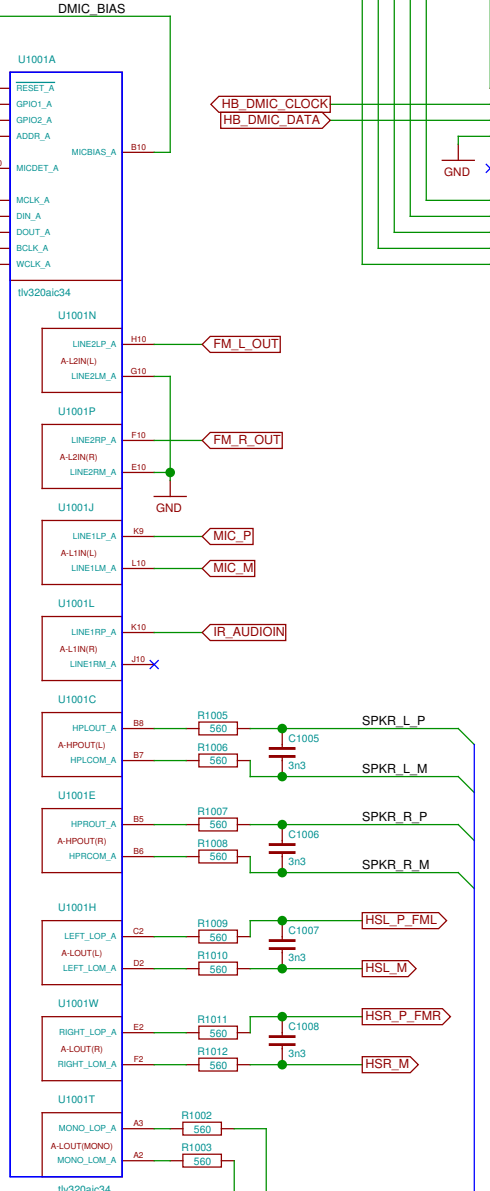 DMIC_BIAS
U1001A
RESET_A
GPIO1_A
GPIO2_A
ADDR_A
MICBIAS_A B10
MICDET_A
MCLK_A
DIN_A
DOUT_A
BCLK_A
WCLK_A
tlv320aic34
HB_DMIC_CLOCK
HB_DMIC_DATA
GND
U1001N
LINE2LP_A H10 FM_L_OUT
A-L2IN(L)
LINE2LM_A G10
U1001P
LINE2RP_A F10 FM_R_OUT
A-L2IN(R)
LINE2RM_A E10
GND
U1001J
LINE1LP_A K9 MIC_P
A-L1IN(L)
LINE1LM_A L10 MIC_M
U1001L
LINE1RP_A K10 IR_AUDIOIN
A-L1IN(R)
LINE1RM_A J10
U1001C
HPLOUT_A B8 R1005 560 SPKR_L_P
A-HPOUT(L) C1005
HPLCOM_A B7 R1006 560 3n3 SPKR_L_M
U1001E
HPROUT_A B5 R1007 560 SPKR_R_P
A-HPOUT(R) C1006
HPRCOM_A B6 R1008 560 3n3 SPKR_R_M
U1001H
LEFT_LOP_A C2 R1009 560 HSL_P_FML
A-LOUT(L) C1007
LEFT_LOM_A D2 R1010 560 3n3 HSL_M
U1001W
RIGHT_LOP_A E2 R1011 560 HSR_P_FMR
A-LOUT(R) C1008
RIGHT_LOM_A F2 R1012 560 3n3 HSR_M
U1001T
MONO_LOP_A A3 R1002 560
A-LOUT(MONO)
MONO_LOM_A A2 R1003 560
tlv320aic34